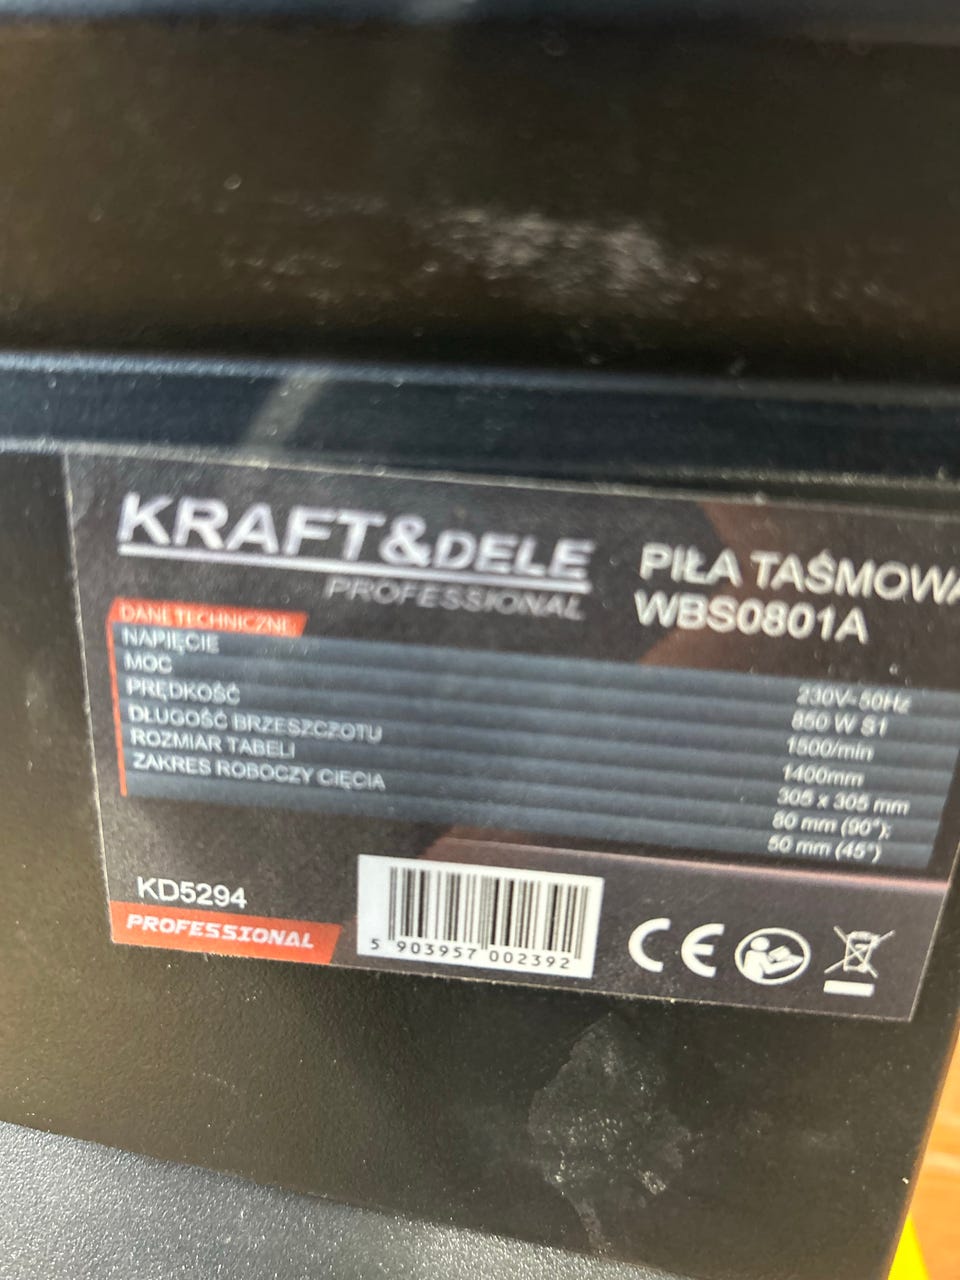 KRAFT&DELE
PROFESSIONAL
PIŁA TAŚMOWA
WBS0801A
DANE TECHNICZNE:
NAPIĘCIE 230V~50Hz
MOC 850 W S1
PRĘDKOŚĆ 1500/min
DŁUGOŚĆ BRZESZCZOTU 1400mm
ROZMIAR TABELI 305 x 305 mm
ZAKRES ROBOCZY CIĘCIA 80 mm (90°);
50 mm (45°)
KD5294
PROFESSIONAL
5 903957 002392
CE